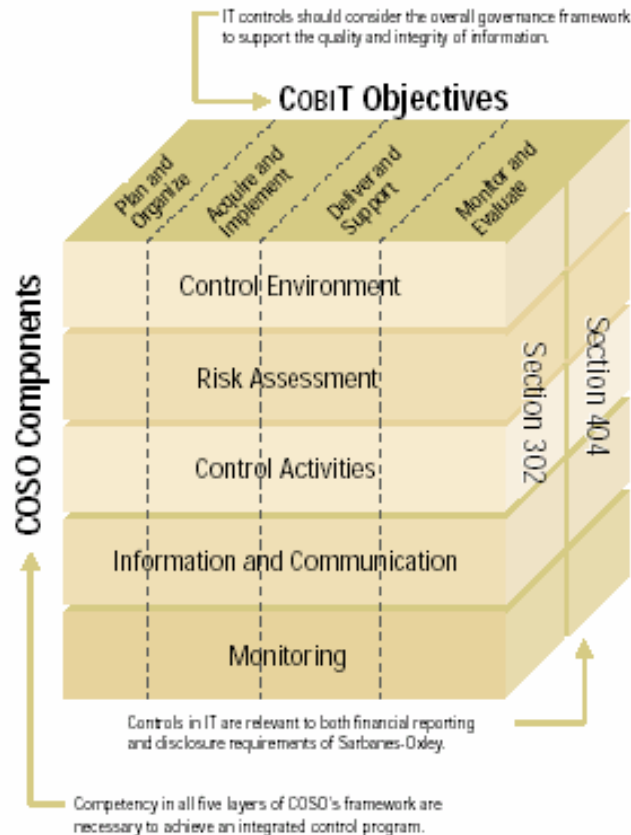 IT controls should consider the overall governance framework
to support the quality and integrity of information.
COBIT Objectives
Plan and
Organize
Acquire and
Implement
Deliver and
Support
Monitor and
Evaluate
COSO Components
Control Environment
Risk Assessment
Control Activities
Information and Communication
Monitoring
Section 302
Section 404
Controls in IT are relevant to both financial reporting
and disclosure requirements of Sarbanes-Oxley.
Competency in all five layers of COSO's framework are
necessary to achieve an integrated control program.